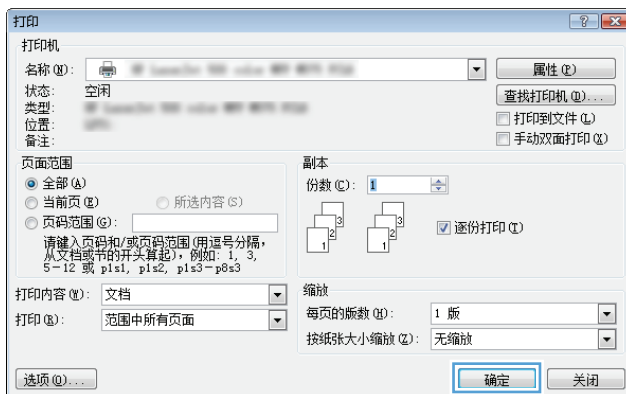 打印
打印机
名称(N):
属性(P)
状态: 空闲
查找打印机(D)...
类型:
位置:
打印到文件(L)
备注:
手动双面打印(X)
页面范围
全部(A)
当前页(E) 所选内容(S)
页码范围(G):
请键入页码和/或页码范围(用逗号分隔，
从文档或节的开头算起)，例如: 1, 3,
5-12 或 p1s1, p1s2, p1s3-p8s3
副本
份数(C): 1
逐份打印(T)
1 2 3 1 2 3
打印内容(W): 文档
打印(R): 范围中所有页面
缩放
每页的版数(H): 1 版
按纸张大小缩放(Z): 无缩放
选项(O)... 确定 关闭